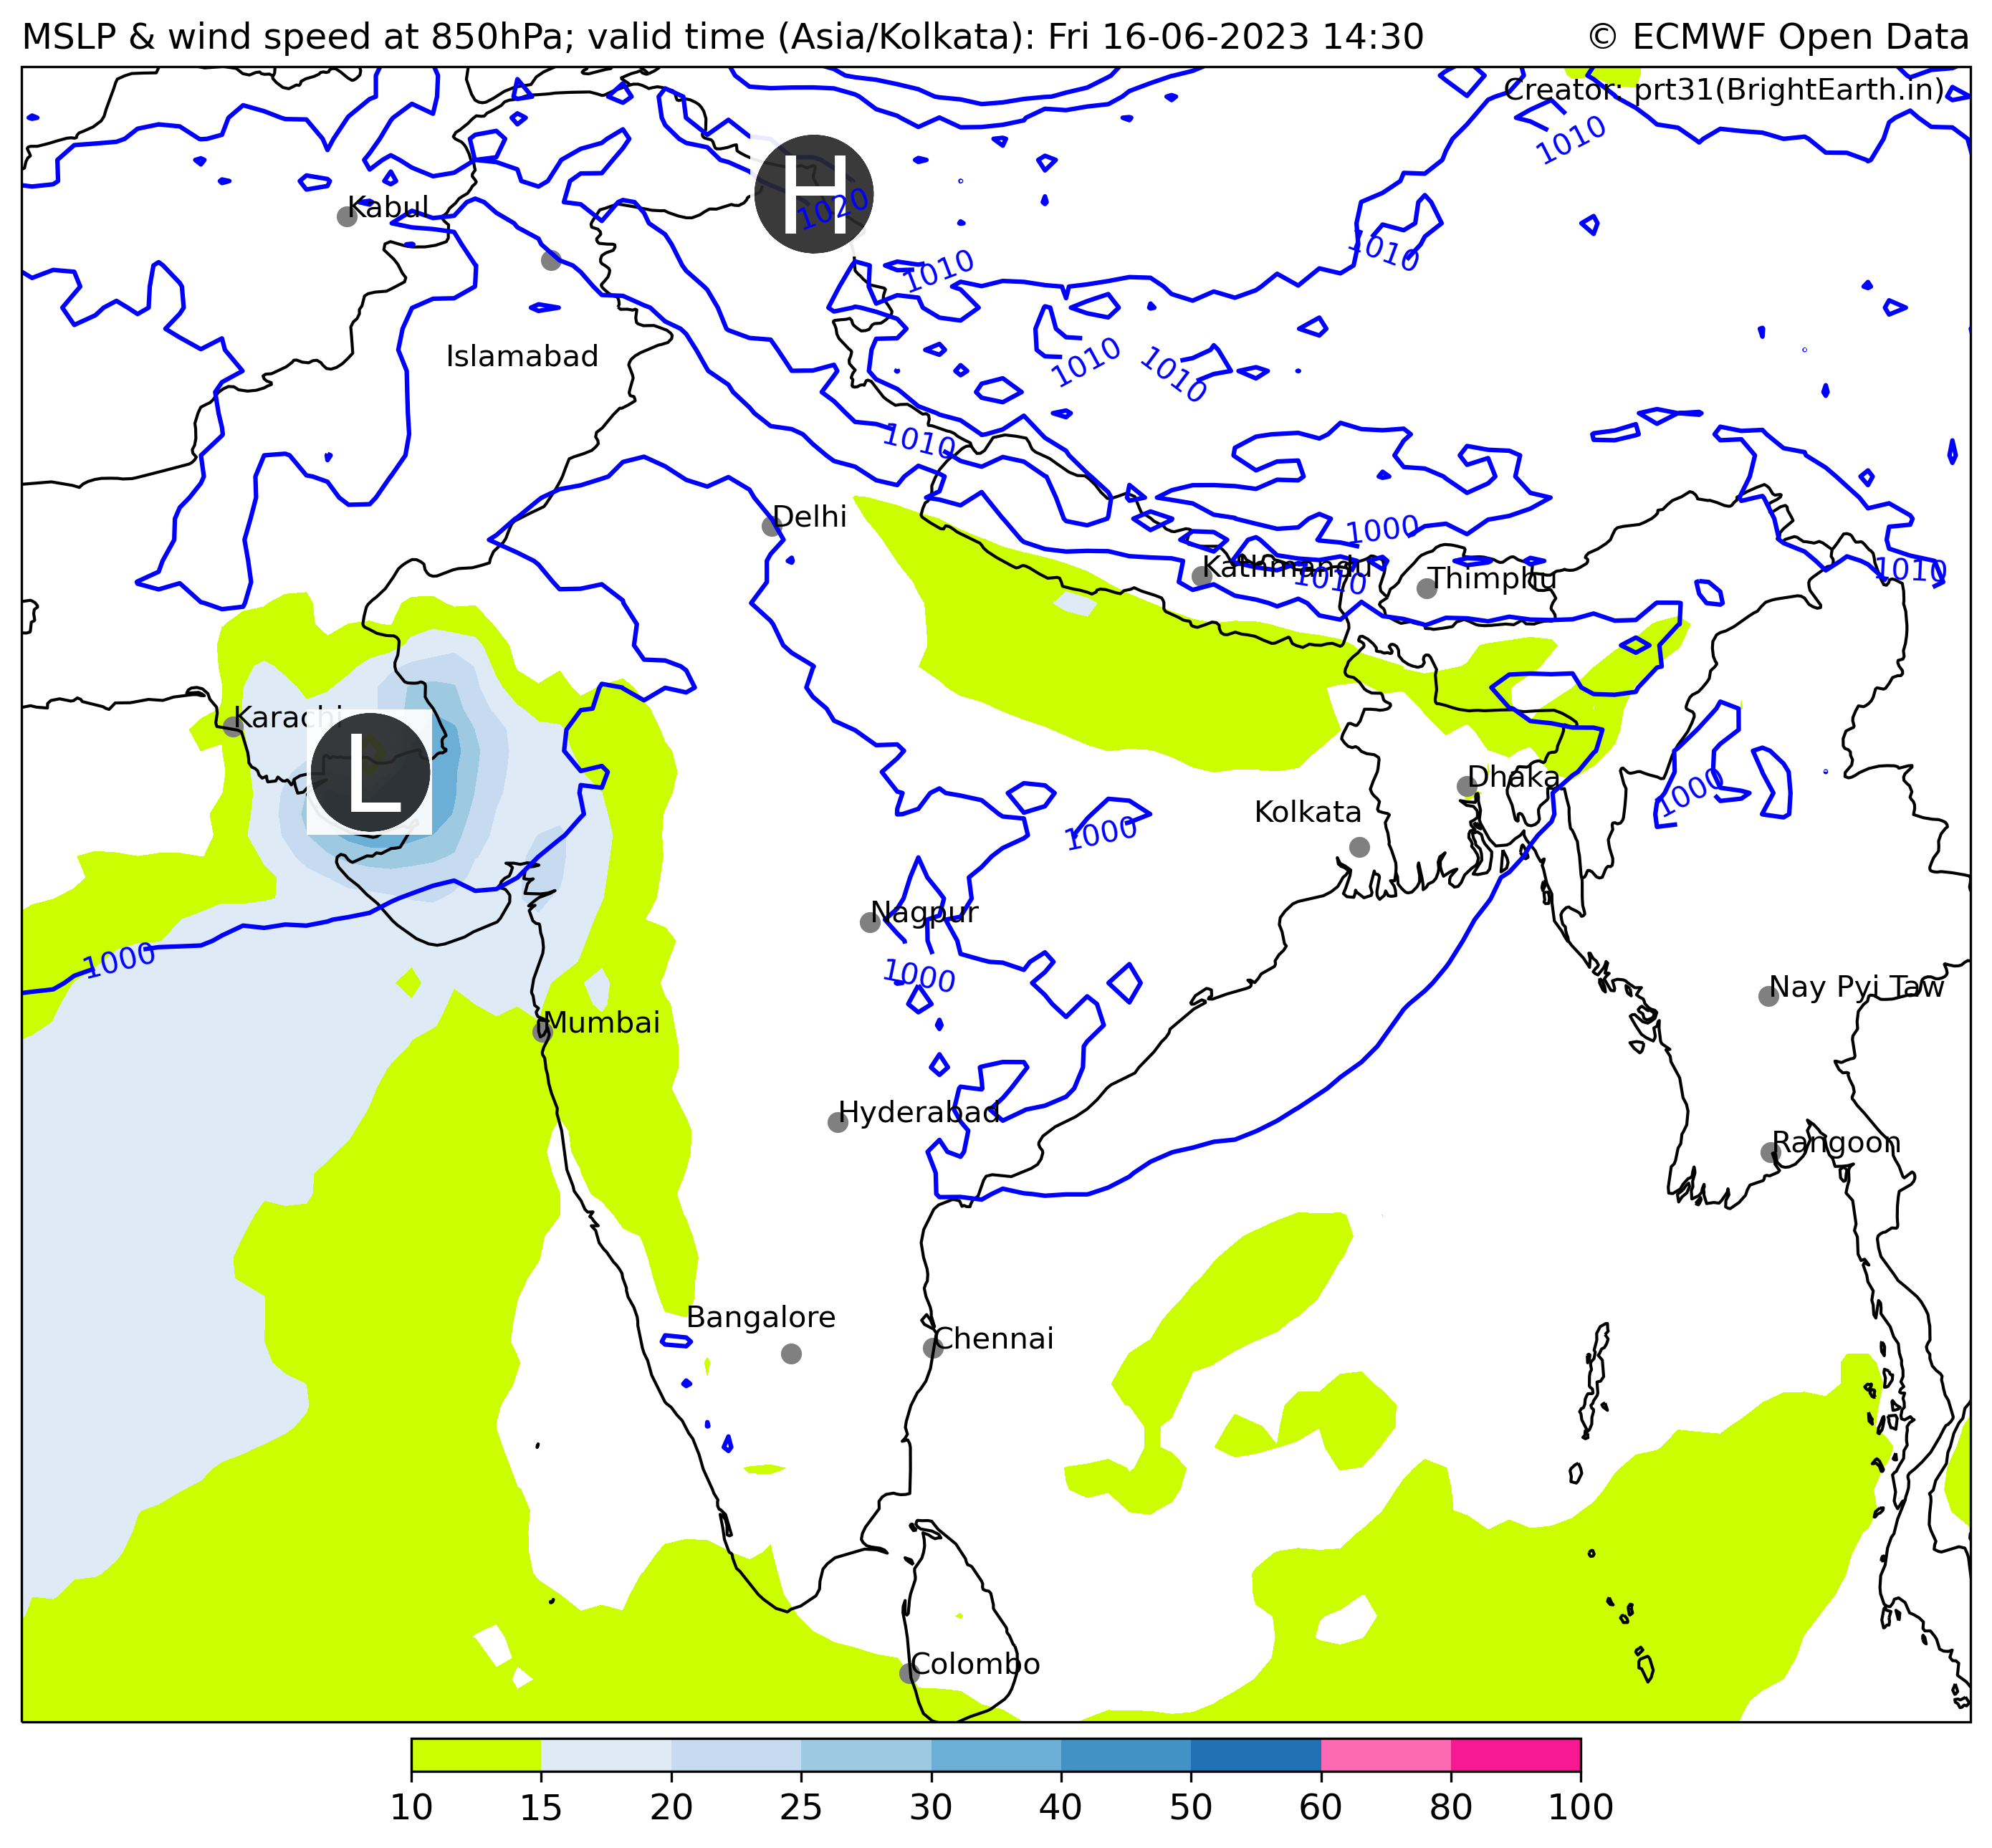 MSLP & wind speed at 850hPa; valid time (Asia/Kolkata): Fri 16-06-2023 14:30
© ECMWF Open Data
Creator: prt31(BrightEarth.in)
1010
H
1020
Kabul
1010
1010
Islamabad
1010
1010
1010
Delhi
1000
Kathmandu
1010
Thimphu
1010
Karachi
L
Dhaka
1000
Kolkata
1000
Nagpur
1000
1000
Nay Pyi Taw
Mumbai
Hyderabad
Rangoon
Bangalore
Chennai
Colombo
10 15 20 25 30 40 50 60 80 100